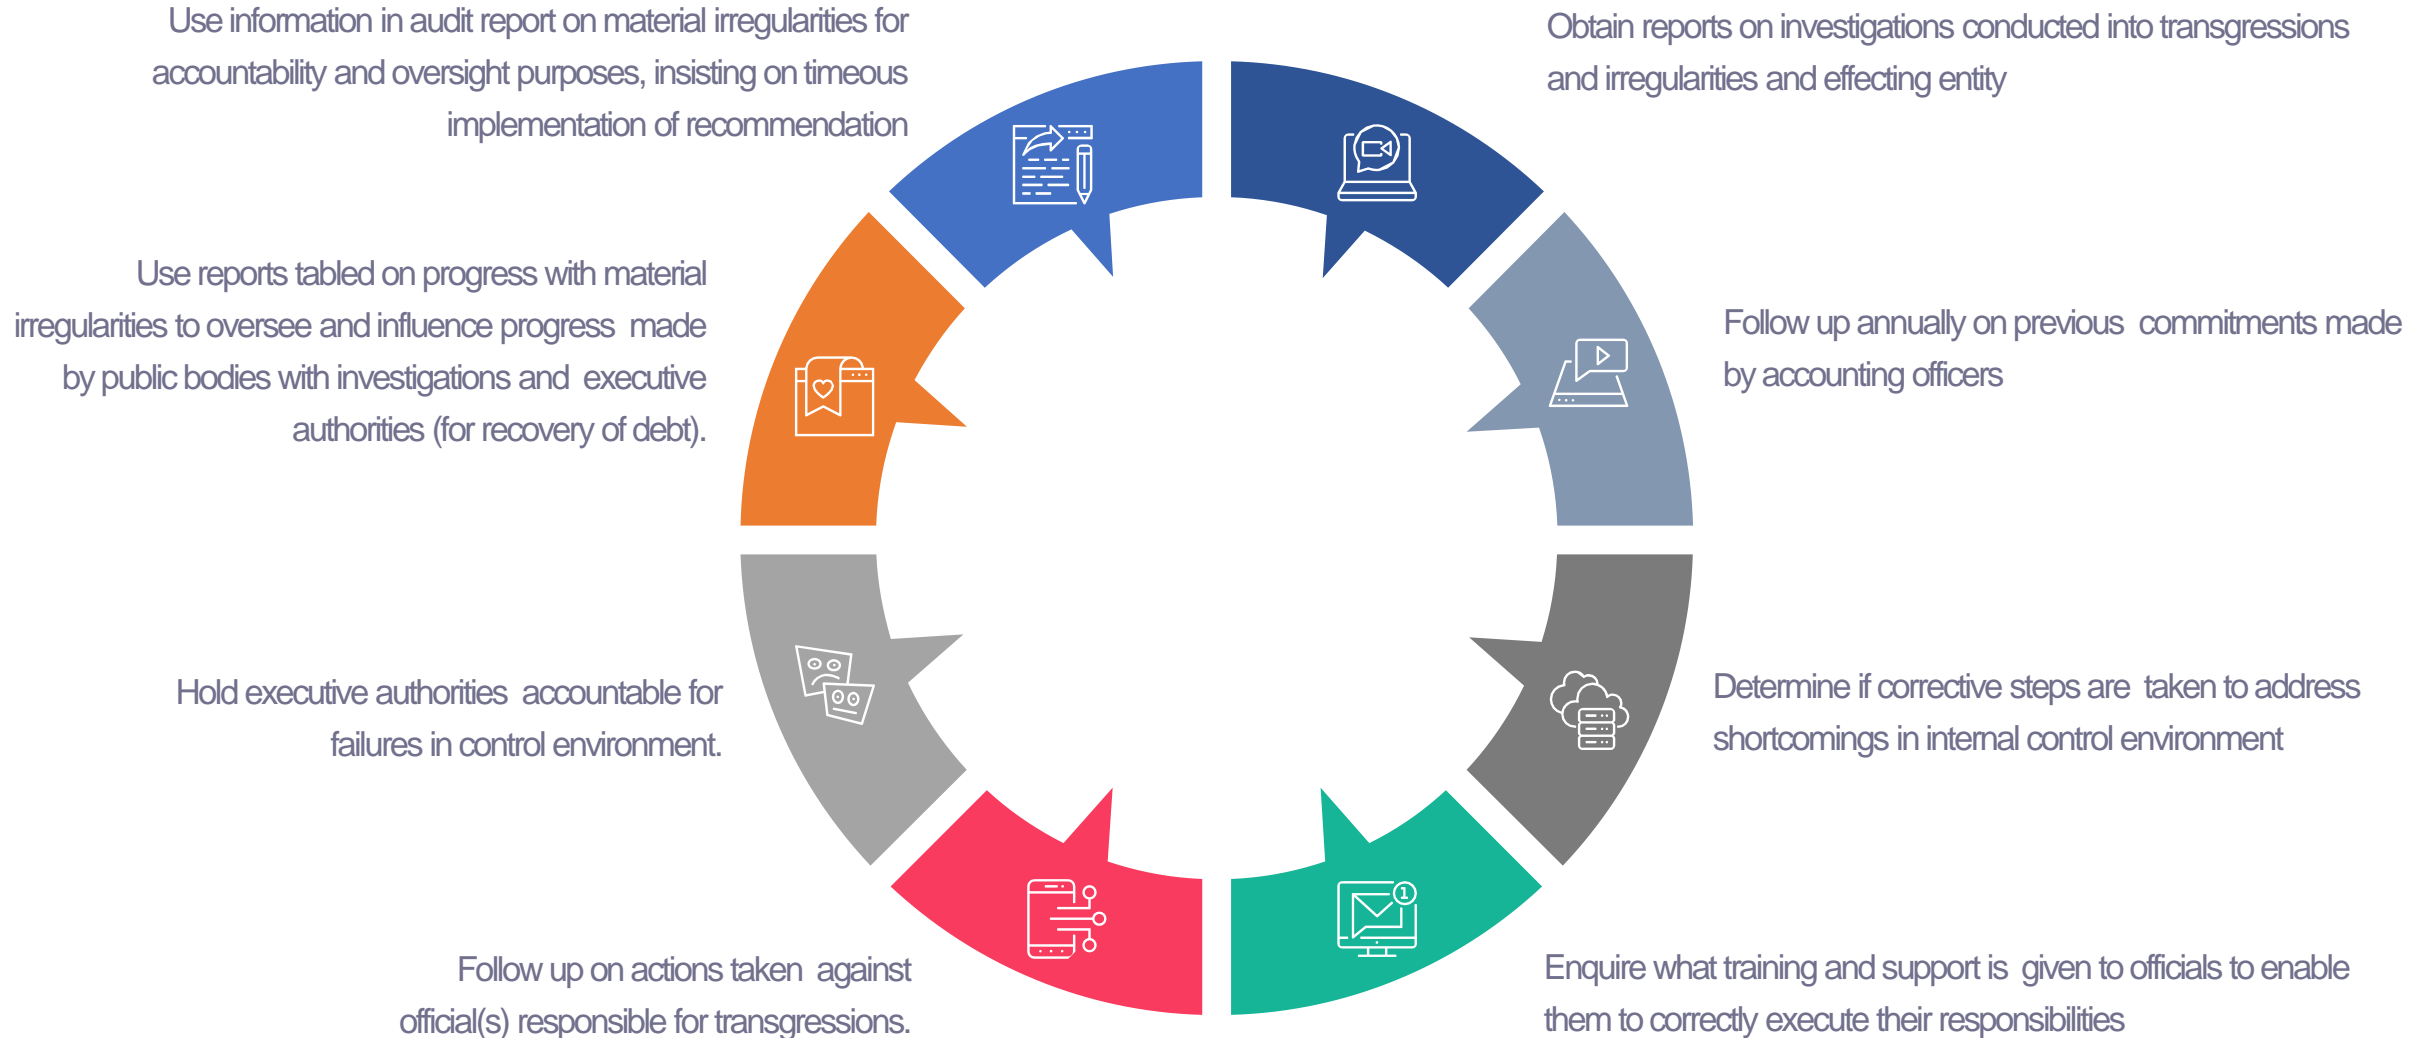 Use information in audit report on material irregularities for
accountability and oversight purposes, insisting on timeous
implementation of recommendation
Obtain reports on investigations conducted into transgressions
and irregularities and effecting entity
Use reports tabled on progress with material
irregularities to oversee and influence progress made
by public bodies with investigations and executive
authorities (for recovery of debt).
Follow up annually on previous commitments made
by accounting officers
Hold executive authorities accountable for
failures in control environment.
Determine if corrective steps are taken to address
shortcomings in internal control environment
1
Follow up on actions taken against
official(s) responsible for transgressions.
Enquire what training and support is given to officials to enable
them to correctly execute their responsibilities